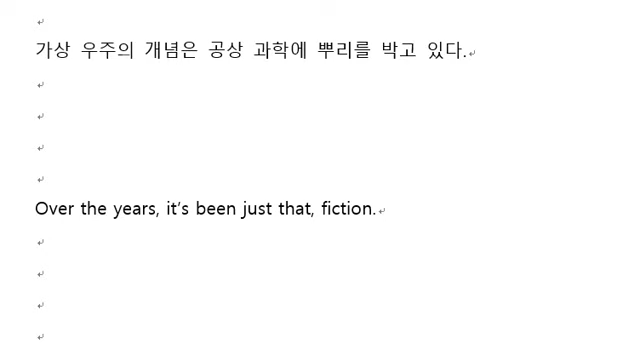 가상 우주의 개념은 공상 과학에 뿌리를 박고 있다.
Over the years, it’s been just that, fiction.